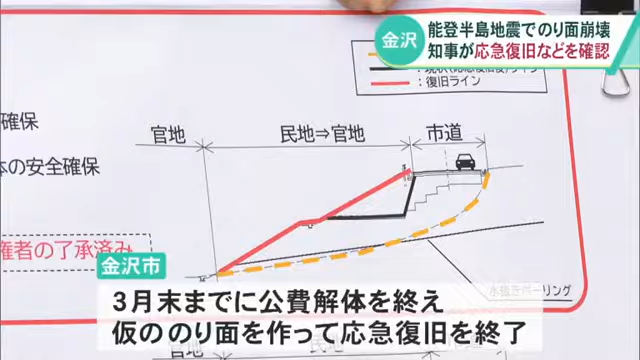 金沢
能登半島地震でのり面崩壊
知事が応急復旧などを確認
：復旧ライン
確保
官地
民地⇒官地
市道
体の安全確保
権者の了承済み
水抜きボーリング
金沢市
3月末までに公費解体を終え
仮ののり面を作って応急復旧を終了
官地